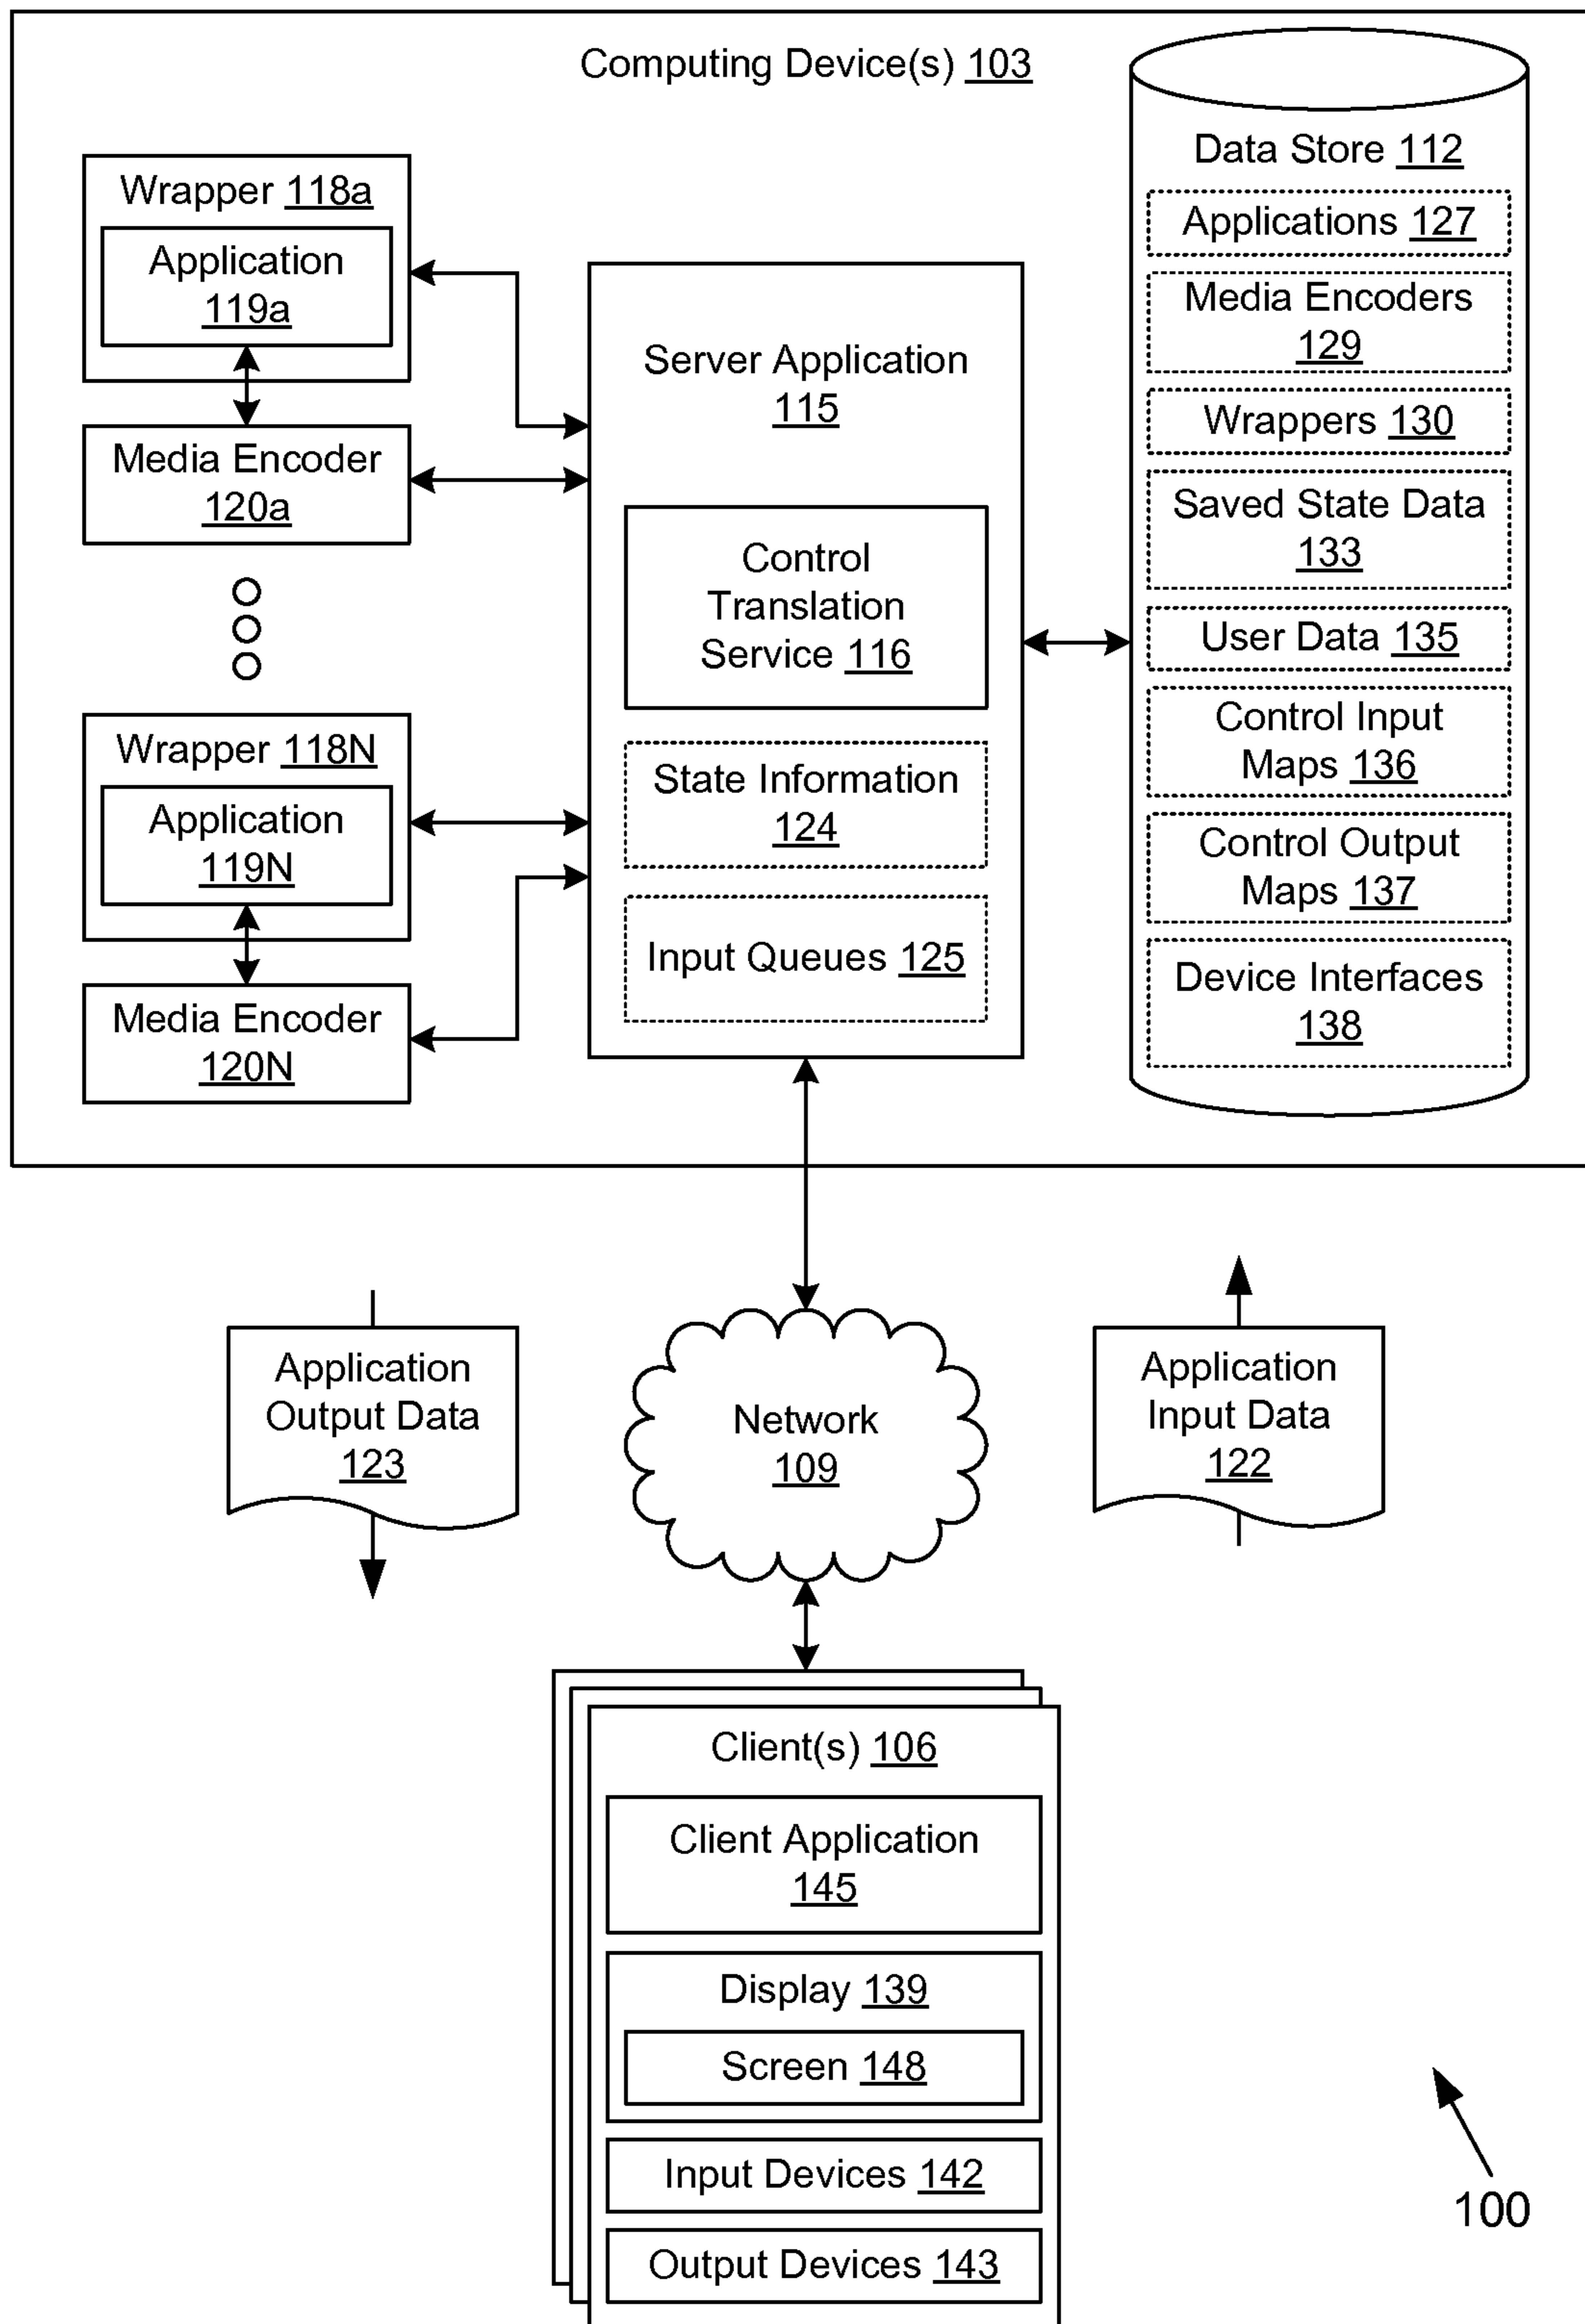 Computing Device(s) 103
Wrapper 118a
Application
119a
Media Encoder
120a
Wrapper 118N
Application
119N
Media Encoder
120N
Server Application
115
Control
Translation
Service 116
State Information
124
Input Queues 125
Data Store 112
Applications 127
Media Encoders
129
Wrappers 130
Saved State Data
133
User Data 135
Control Input
Maps 136
Control Output
Maps 137
Device Interfaces
138
Application
Output Data
123
Network
109
Application
Input Data
122
Client(s) 106
Client Application
145
Display 139
Screen 148
Input Devices 142
Output Devices 143
100